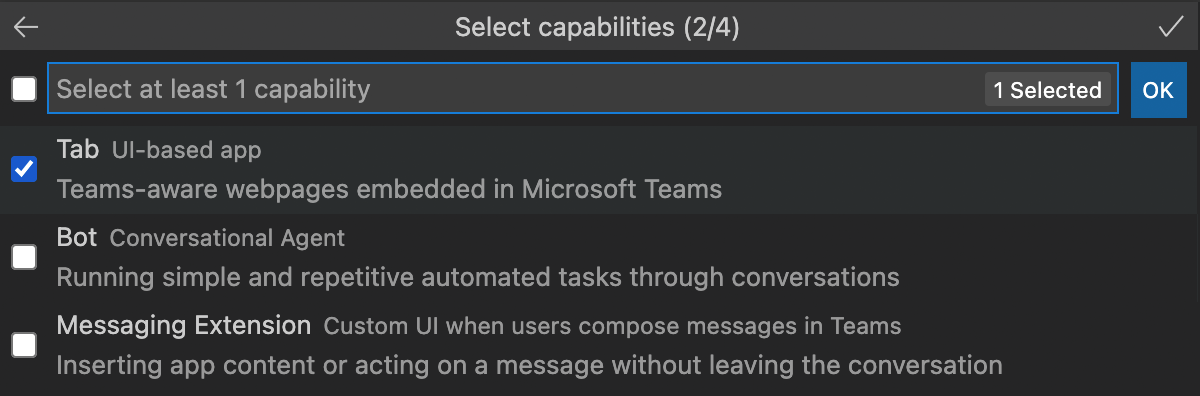 Select capabilities (2/4)
Select at least 1 capability 1 Selected OK
Tab UI-based app
Teams-aware webpages embedded in Microsoft Teams
Bot Conversational Agent
Running simple and repetitive automated tasks through conversations
Messaging Extension Custom UI when users compose messages in Teams
Inserting app content or acting on a message without leaving the conversation